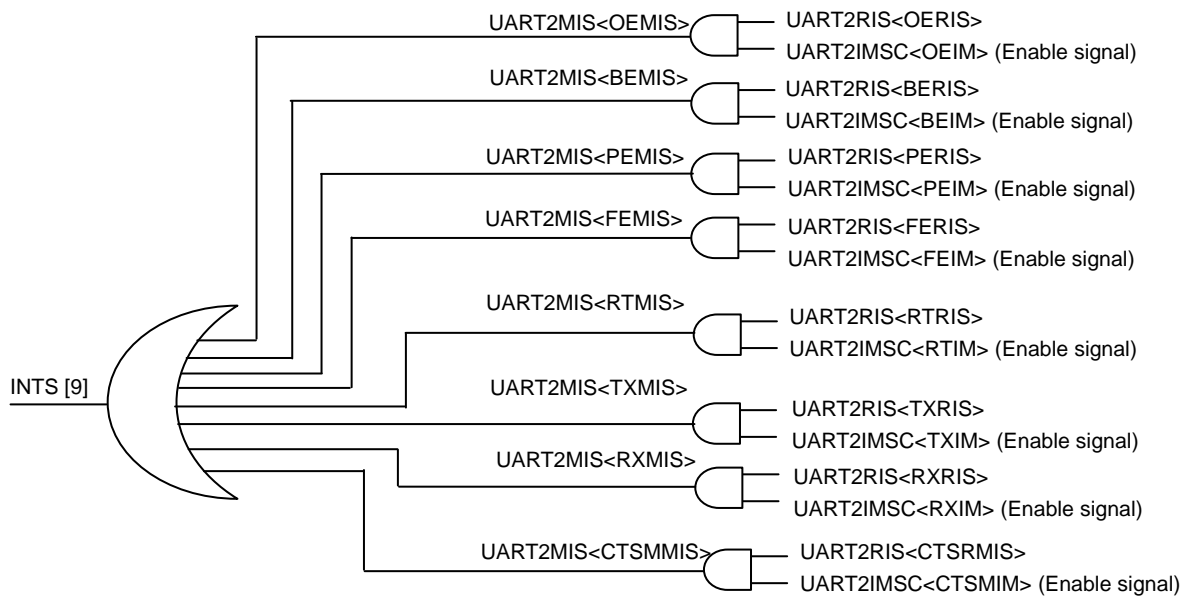 UART2MIS<OEMIS>
UART2RIS<OERIS>
UART2IMSC<OEIM> (Enable signal)
UART2MIS<BEMIS>
UART2RIS<BERIS>
UART2IMSC<BEIM> (Enable signal)
UART2MIS<PEMIS>
UART2RIS<PERIS>
UART2IMSC<PEIM> (Enable signal)
UART2MIS<FEMIS>
UART2RIS<FERIS>
UART2IMSC<FEIM> (Enable signal)
UART2MIS<RTMIS>
UART2RIS<RTRIS>
UART2IMSC<RTIM> (Enable signal)
INTS [9]
UART2MIS<TXMIS>
UART2RIS<TXRIS>
UART2IMSC<TXIM> (Enable signal)
UART2MIS<RXMIS>
UART2RIS<RXRIS>
UART2IMSC<RXIM> (Enable signal)
UART2MIS<CTSMMIS>
UART2RIS<CTSRMIS>
UART2IMSC<CTSMIM> (Enable signal)